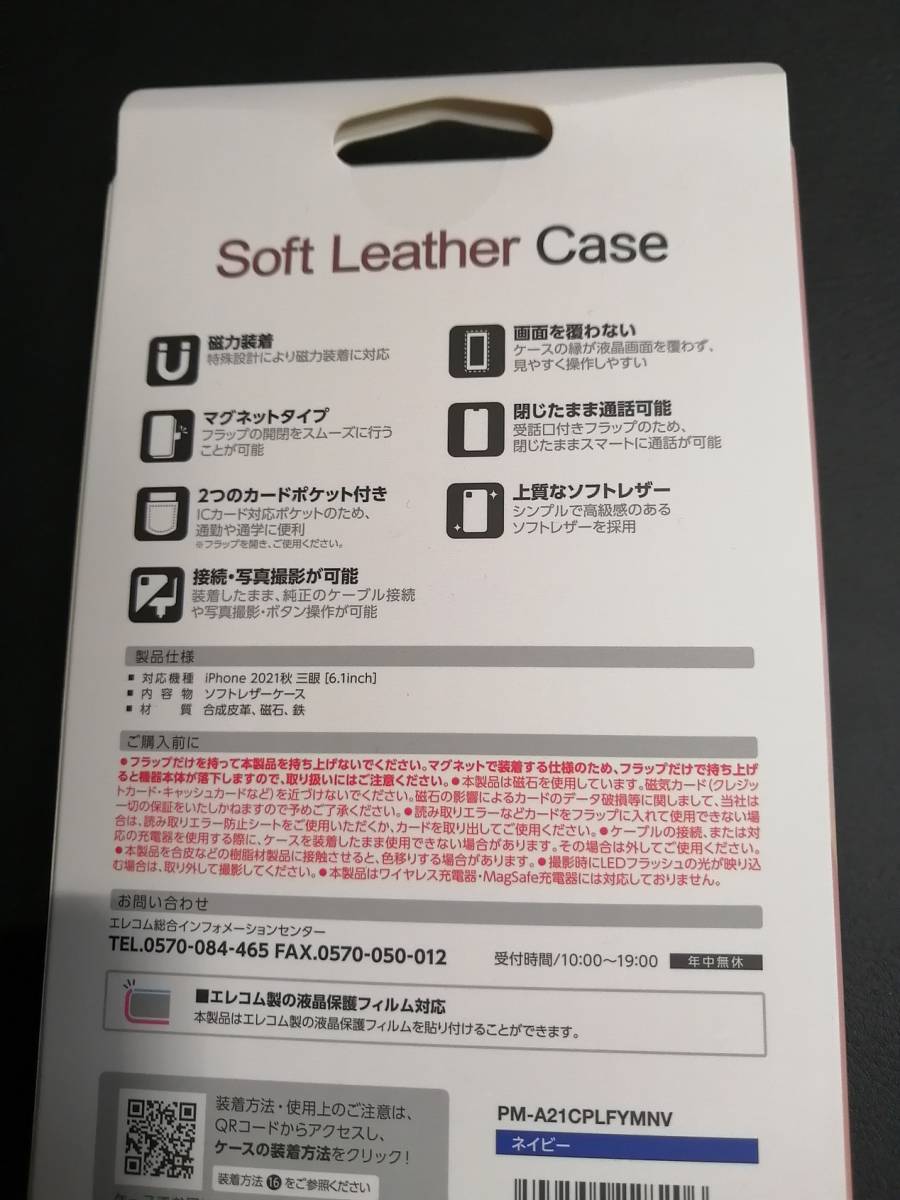 Soft Leather Case
磁力装着
特殊設計により磁力装着に対応
マグネットタイプ
フラップの開閉をスムーズに行う
ことが可能
2つのカードポケット付き
ICカード対応ポケットのため、
通勤や通学に便利
※フラップを開き、ご使用ください。
接続・写真撮影が可能
装着したまま、純正のケーブル接続
や写真撮影・ボタン操作が可能
画面を覆わない
ケースの縁が液晶画面を覆わず、
見やすく操作しやすい
閉じたまま通話可能
受話口付きフラップのため、
閉じたままスマートに通話が可能
上質なソフトレザー
シンプルで高級感のある
ソフトレザーを採用
製品仕様
■ 対応機種 iPhone 2021秋 三眼 [6.1inch]
■ 内容物 ソフトレザーケース
■ 材質 合成皮革、磁石、鉄
ご購入前に
●フラップだけを持って本製品を持ち上げないでください。マグネットで装着する仕様のため、フラップだけで持ち上げ
ると機器本体が落下しますので、取り扱いにはご注意ください。●本製品は磁石を使用しています。磁気カード(クレジッ
トカード・キャッシュカードなど)を近づけないでください。磁石の影響によるカードのデータ破損等に関しまして、当社は
一切の保証をいたしかねますので予めご了承ください。●読み取りエラーなどカードをフラップに入れて使用できない場
合は、読み取りエラー防止シートをご使用いただくか、カードを取り出してご使用ください。●ケーブルの接続、または対
応の充電器を使用する際に、ケースを装着したまま使用できない場合があります。その場合は外してご使用ください。
●本製品を合皮などの樹脂材製品に接触させると、色移りする場合があります。●撮影時にLEDフラッシュの光が映り込
む場合は、取り外して撮影してください。●本製品はワイヤレス充電器・MagSafe充電器には対応しておりません。
お問い合わせ
エレコム総合インフォメーションセンター
TEL.0570-084-465 FAX.0570-050-012 受付時間/10:00〜19:00 年中無休
■エレコム製の液晶保護フィルム対応
本製品はエレコム製の液晶保護フィルムを貼り付けることができます。
装着方法・使用上のご注意は、
QRコードからアクセスし、
ケースの装着方法をクリック!
装着方法⑯をご参照ください
PM-A21CPLFYMNV
ネイビー